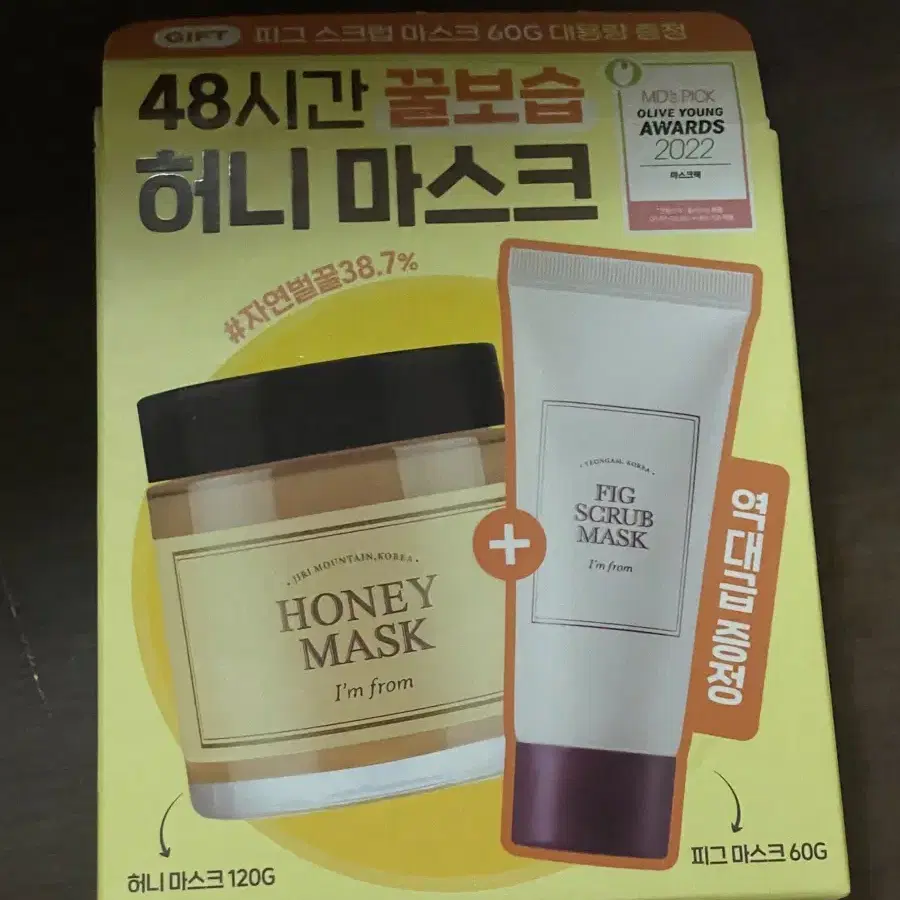 GIFT 피그 스크럽 마스크 60G 대용량 증정
48시간 꿀보습
허니 마스크
MD's PICK
OLIVE YOUNG
AWARDS
2022
마스크팩
#자연벌꿀38.7%
JIRI MOUNTAIN, KOREA
HONEY
MASK
I'm from
+
YEONGAM, KOREA
FIG
SCRUB
MASK
I'm from
역대급 증정
허니 마스크 120G
피그 마스크 60G